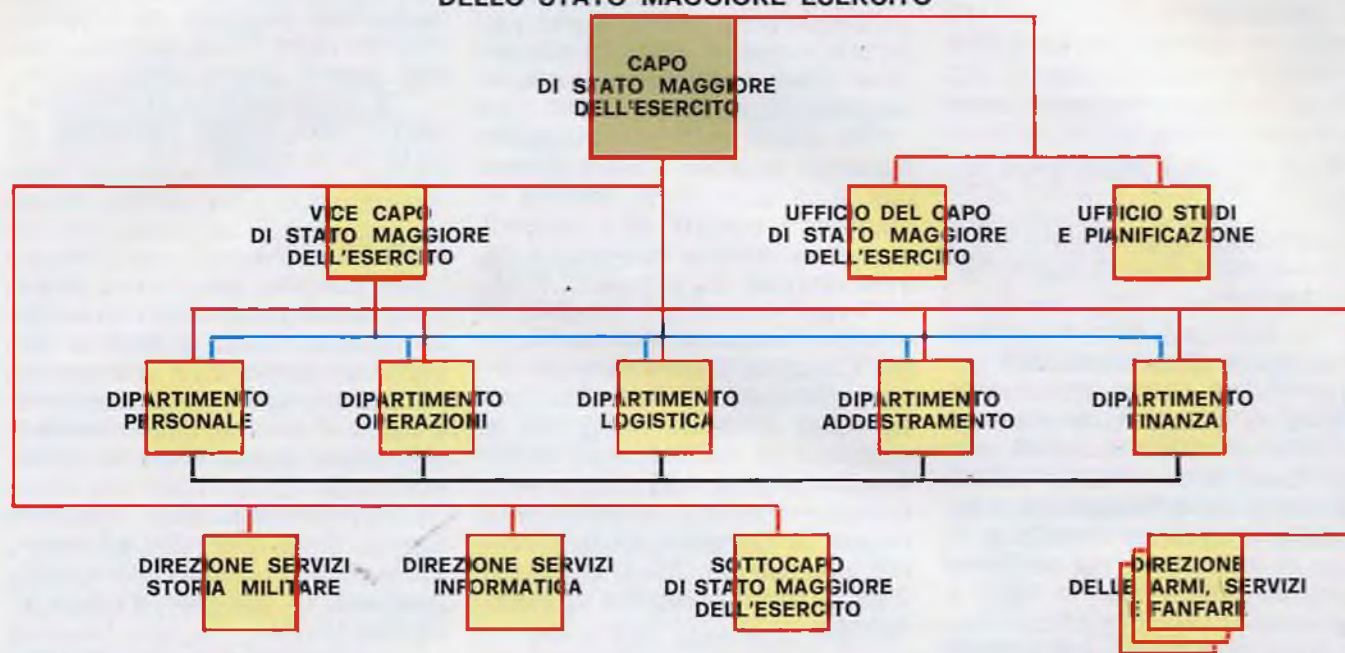 DELLO STATO MAGGIORE ESERCITO
CAPO
DI STATO MAGGIORE
DELL'ESERCITO
VICE CAPO
DI STATO MAGGIORE
DELL'ESERCITO
UFFICIO DEL CAPO
DI STATO MAGGIORE
DELL'ESERCITO
UFFICIO STUDI
E PIANIFICAZIONE
DIPARTIMENTO
PERSONALE
DIPARTIMENTO
OPERAZIONI
DIPARTIMENTO
LOGISTICA
DIPARTIMENTO
ADDESTRAMENTO
DIPARTIMENTO
FINANZA
DIREZIONE SERVIZI
STORIA MILITARE
DIREZIONE SERVIZI
INFORMATICA
SOTTOCAPO
DI STATO MAGGIORE
DELL'ESERCITO
DIREZIONE
DELLE ARMI, SERVIZI
E FANFARE